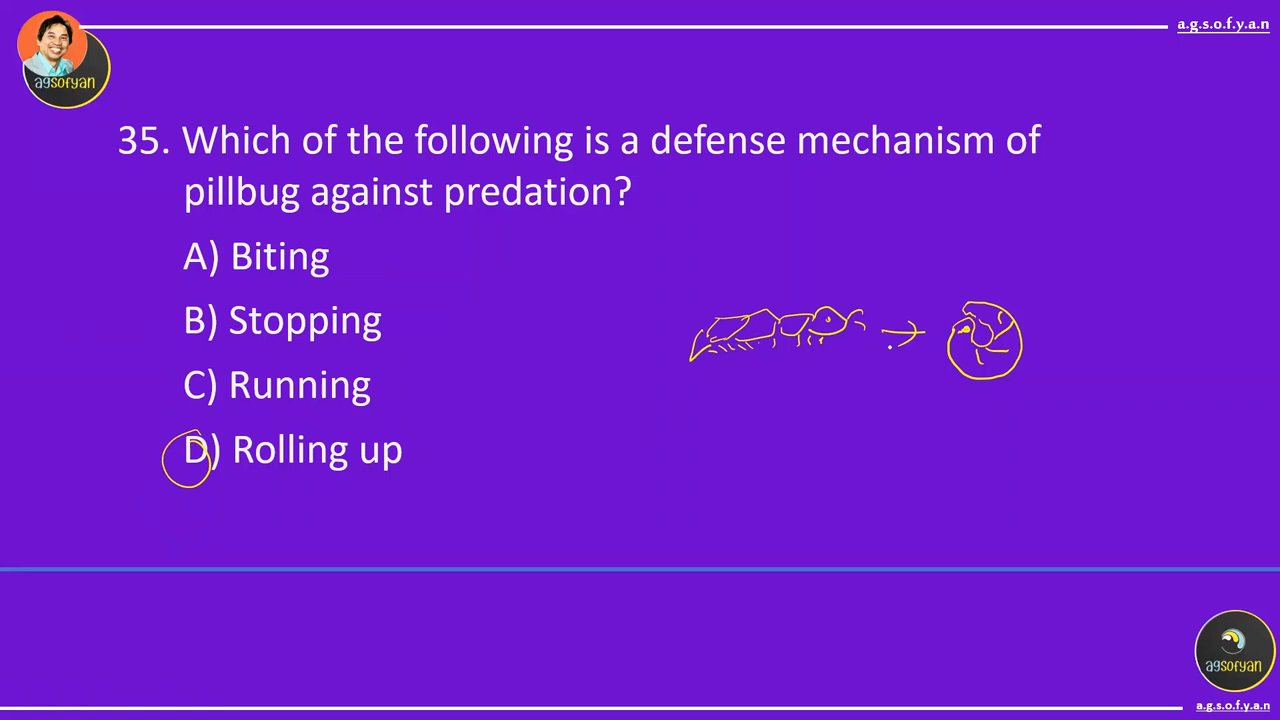 a.g.s.o.f.y.an
agsofyan
35. Which of the following is a defense mechanism of
pillbug against predation?
A) Biting
B) Stopping
C) Running
D) Rolling up
agsofyan
a.g.s.o.f.y.a.n